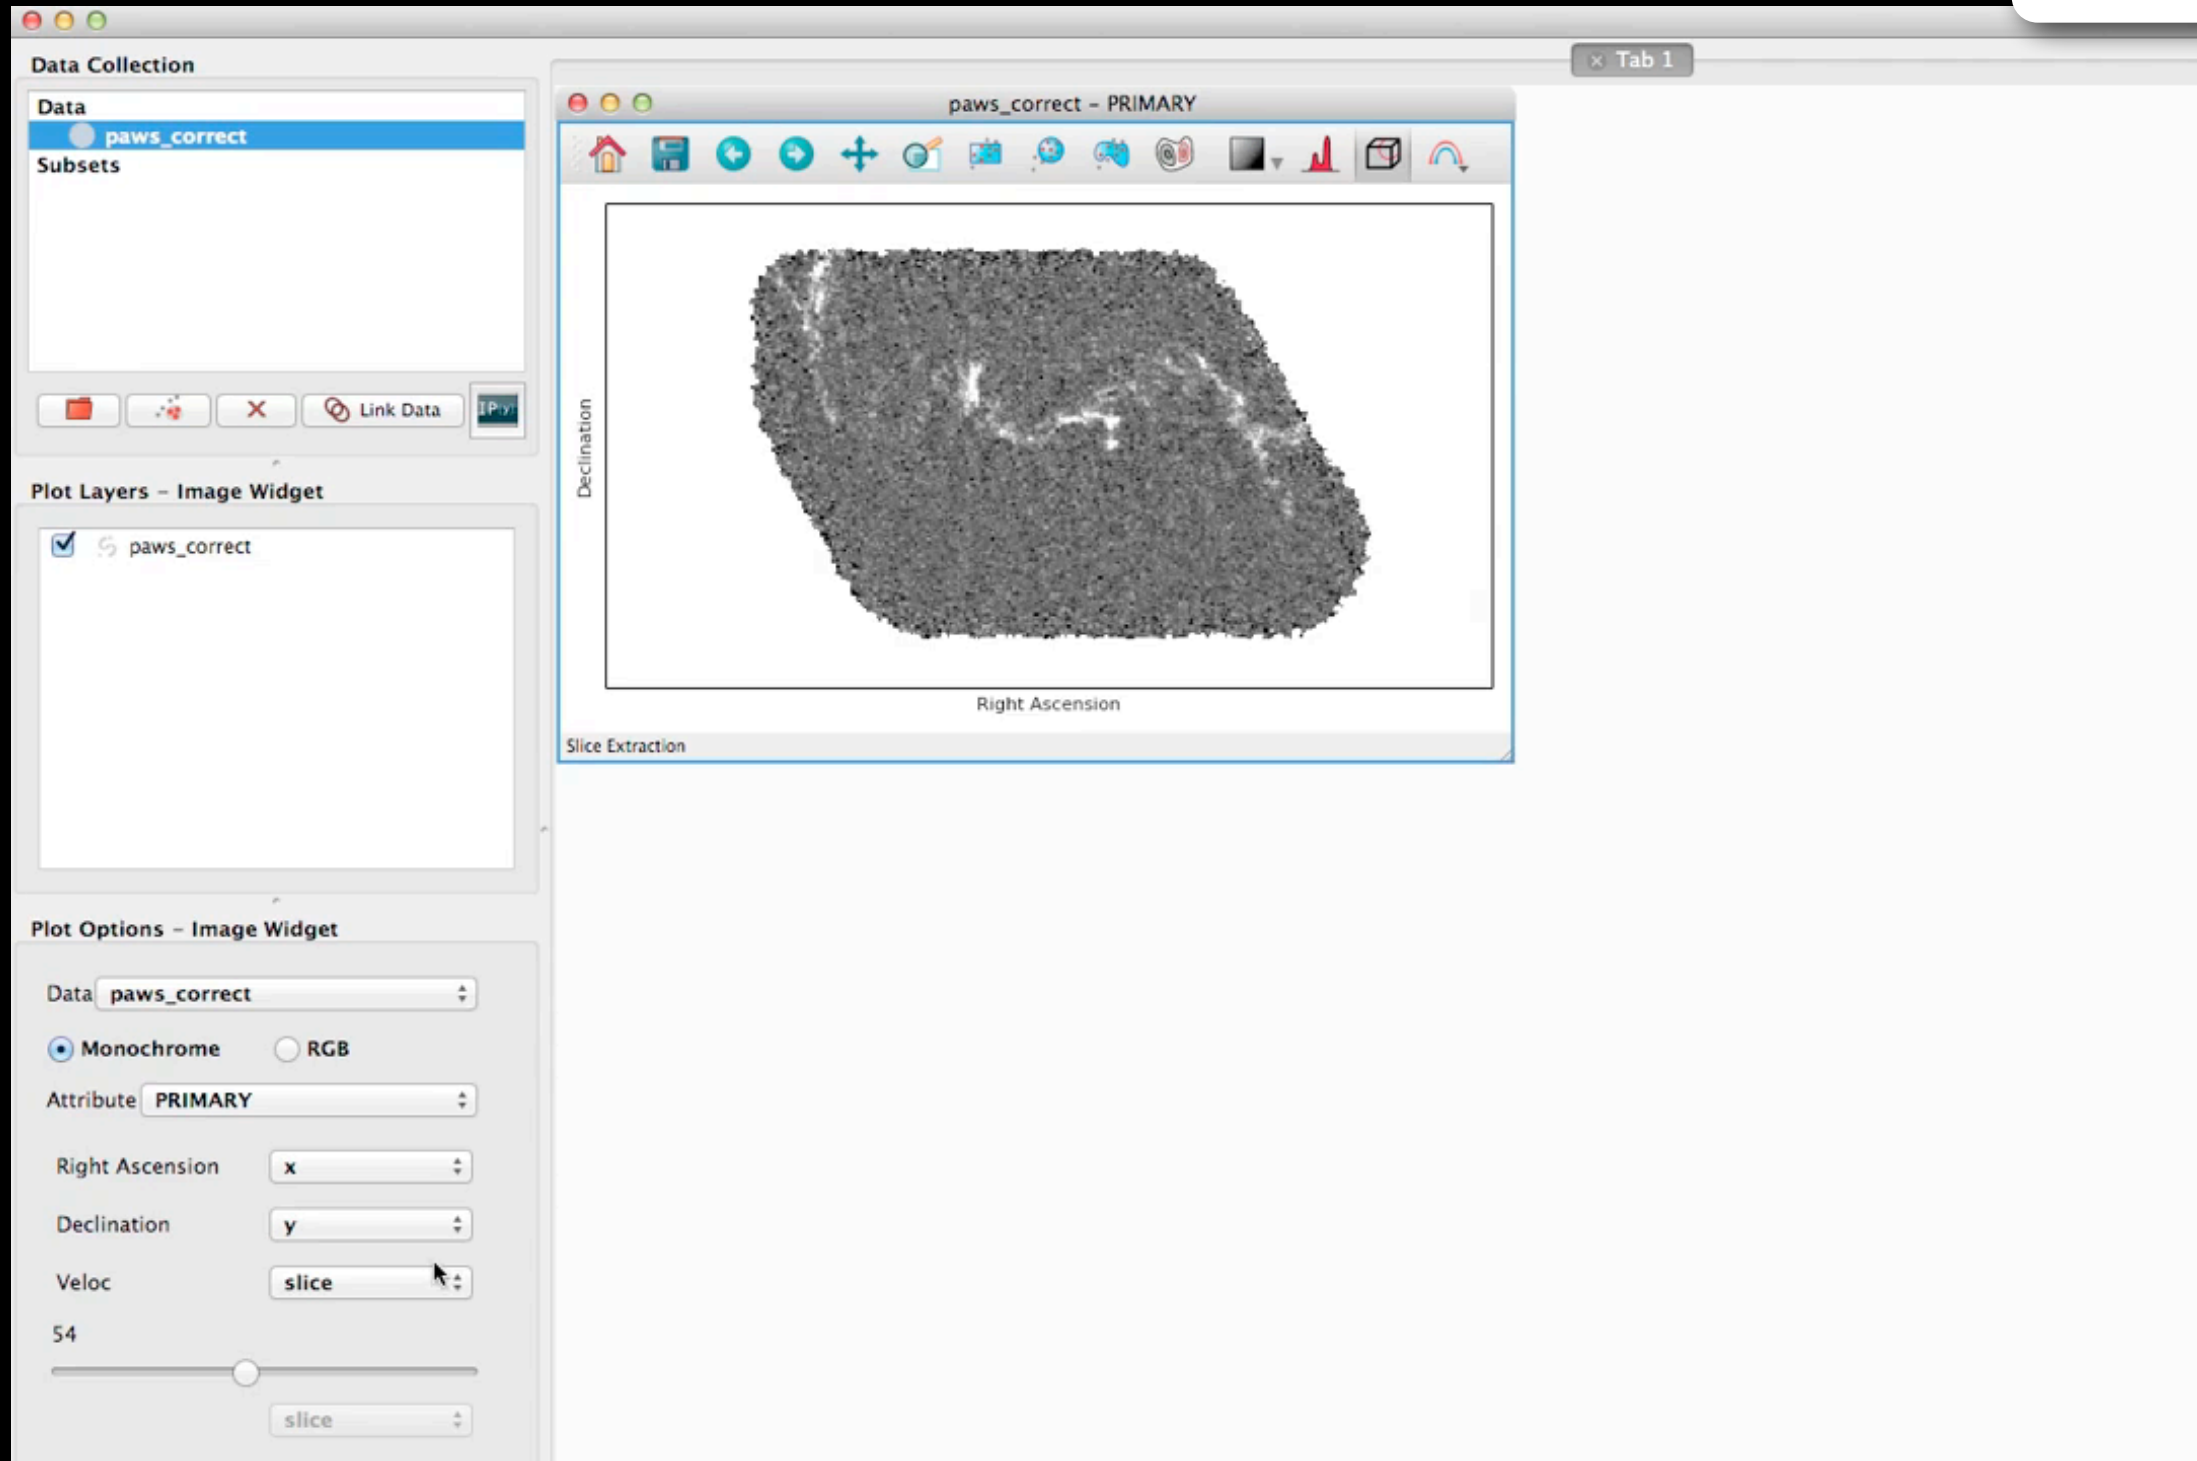 Data Collection
Tab 1
Data
paws_correct
Subsets
Link Data
paws_correct – PRIMARY
Declination
Right Ascension
Slice Extraction
Plot Layers – Image Widget
paws_correct
Plot Options – Image Widget
Data paws_correct
Monochrome RGB
Attribute PRIMARY
Right Ascension x
Declination y
Veloc slice
54
slice